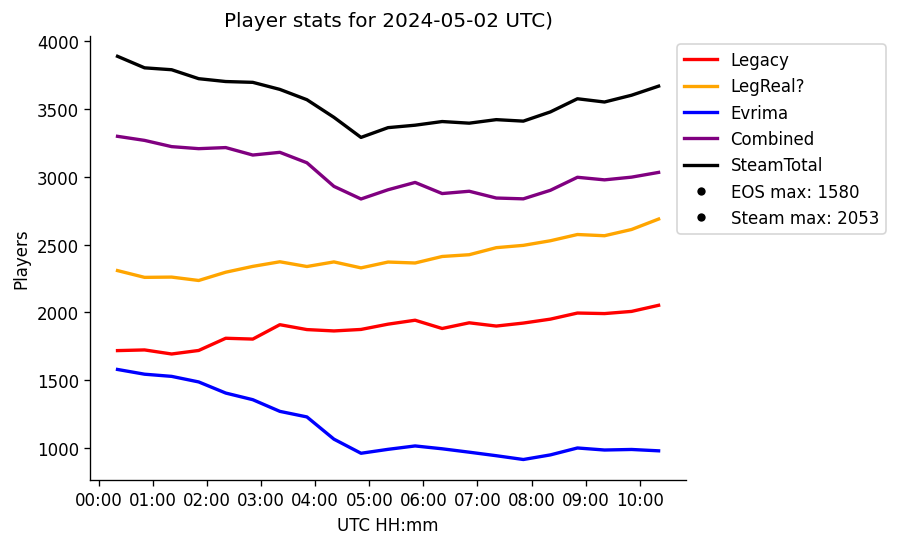 Player stats for 2024-05-02 UTC)
4000
3500
3000
2500
2000
1500
1000
Players
00:00 01:00 02:00 03:00 04:00 05:00 06:00 07:00 08:00 09:00 10:00
UTC HH:mm
Legacy
LegReal?
Evrima
Combined
SteamTotal
EOS max: 1580
Steam max: 2053